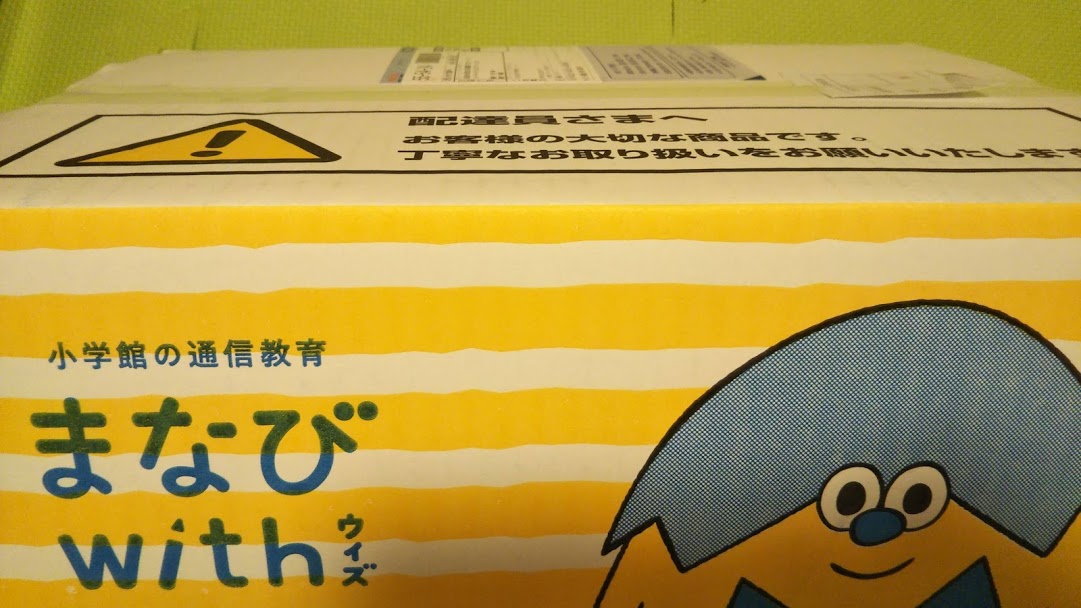 配達員さまへ
お客様の大切な商品です。
丁寧なお取り扱いをお願いいたします
小学館の通信教育
まなび
with
ウィズ